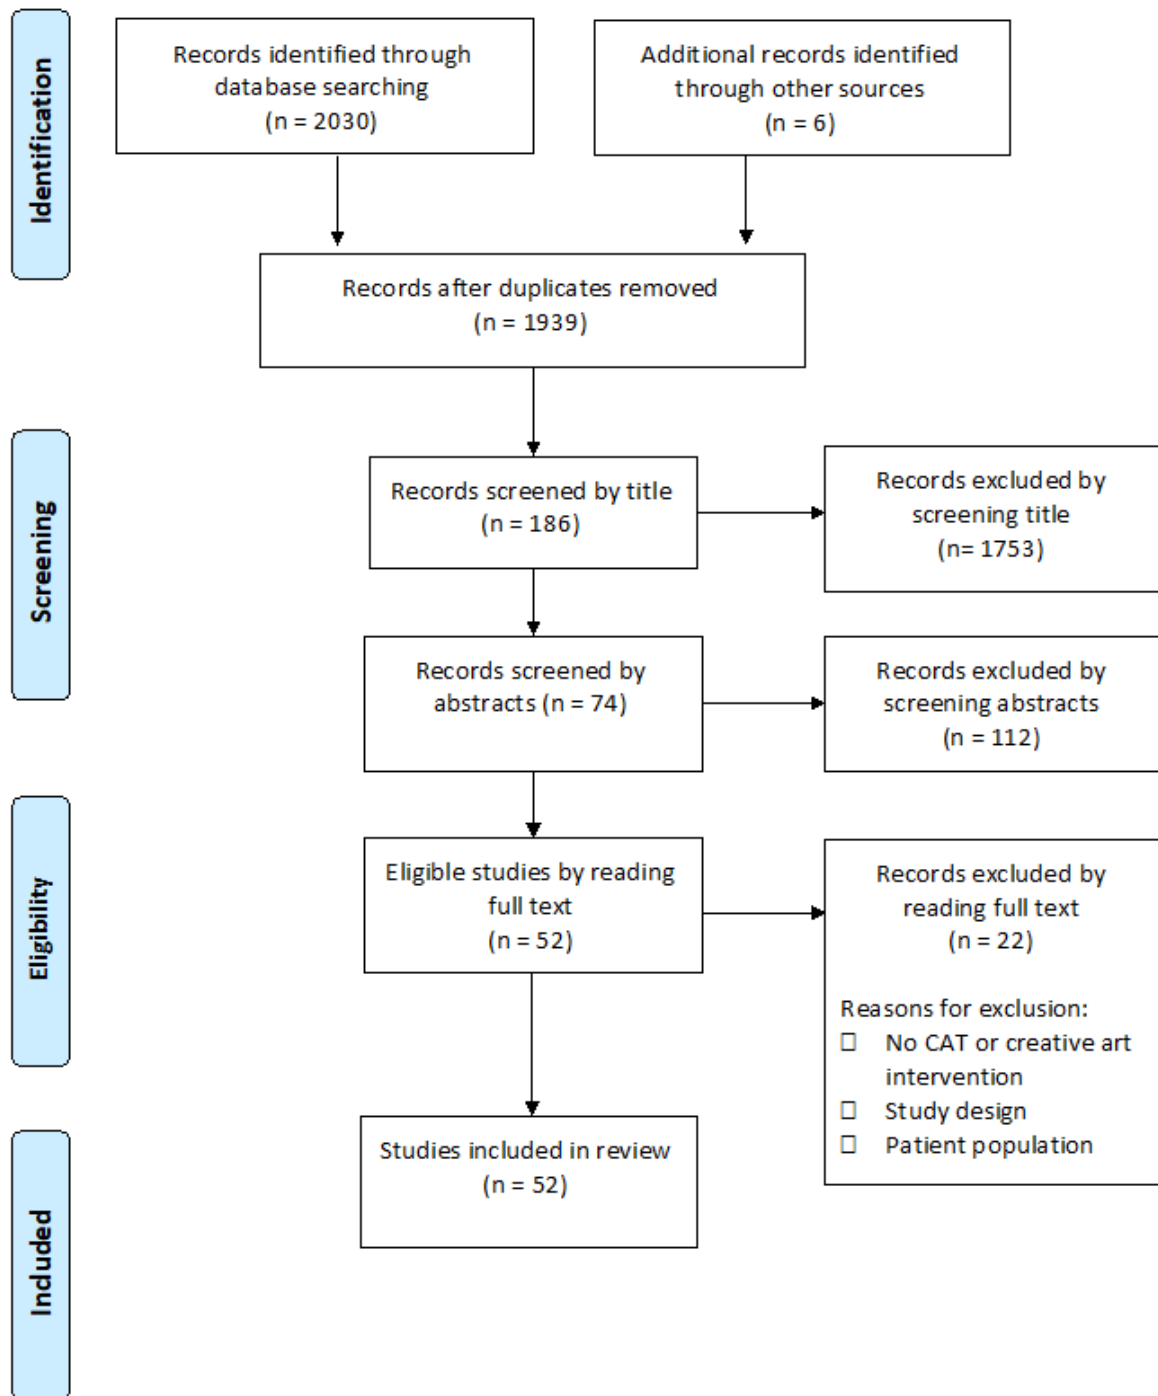 Identification
Records identified through
database searching
(n = 2030)
Additional records identified
through other sources
(n = 6)
Records after duplicates removed
(n = 1939)
Screening
Records screened by title
(n = 186)
Records excluded by
screening title
(n= 1753)
Records screened by
abstracts (n = 74)
Records excluded by
screening abstracts
(n = 112)
Eligibility
Eligible studies by reading
full text
(n = 52)
Records excluded by
reading full text
(n = 22)
Reasons for exclusion:
□ No CAT or creative art
intervention
□ Study design
□ Patient population
Included
Studies included in review
(n = 52)